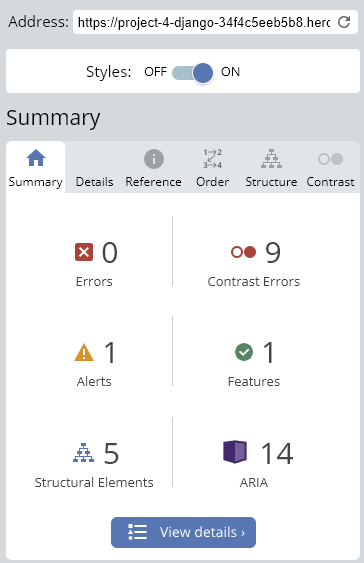 Address: https://project-4-django-34f4c5eeb5b8.herc
Styles: OFF ON
Summary
Summary Details Reference Order Structure Contrast
0 9
Errors Contrast Errors
1 1
Alerts Features
5 14
Structural Elements ARIA
View details ›